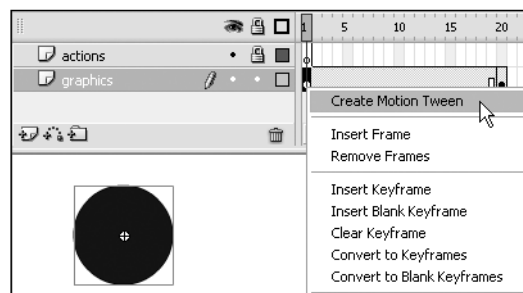 1 5 10 15 20
actions
graphics
Create Motion Tween
Insert Frame
Remove Frames
Insert Keyframe
Insert Blank Keyframe
Clear Keyframe
Convert to Keyframes
Convert to Blank Keyframes